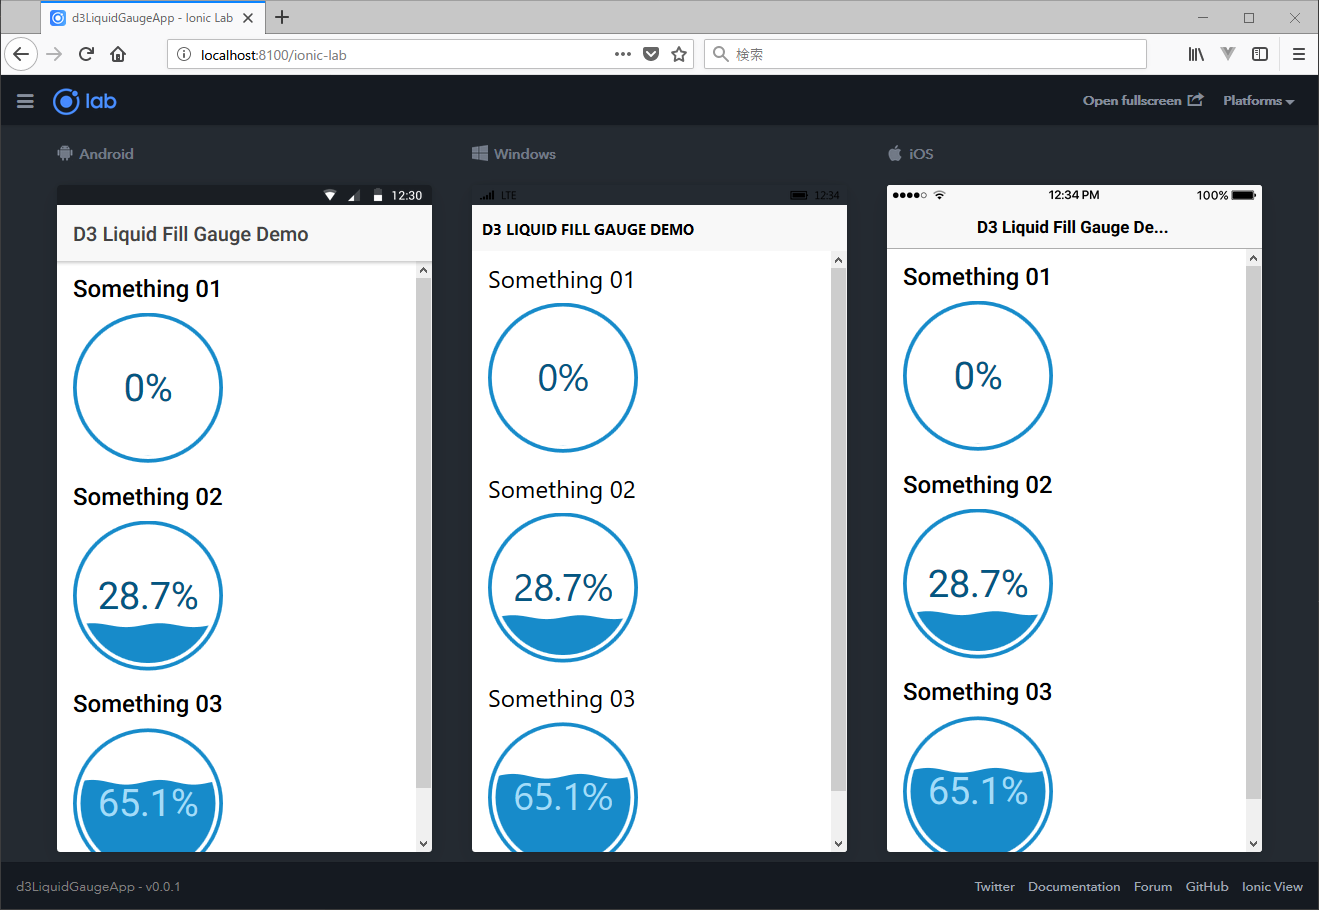 d3LiquidGaugeApp - Ionic Lab
localhost:8100/ionic-lab
検索
lab
Open fullscreen
Platforms
Android
Windows
iOS
12:30
D3 Liquid Fill Gauge Demo
Something 01
0%
Something 02
28.7%
Something 03
65.1%
LTE
12:34
D3 LIQUID FILL GAUGE DEMO
Something 01
0%
Something 02
28.7%
Something 03
65.1%
12:34 PM
100%
D3 Liquid Fill Gauge De...
Something 01
0%
Something 02
28.7%
Something 03
65.1%
d3LiquidGaugeApp - v0.0.1
Twitter Documentation Forum GitHub Ionic View